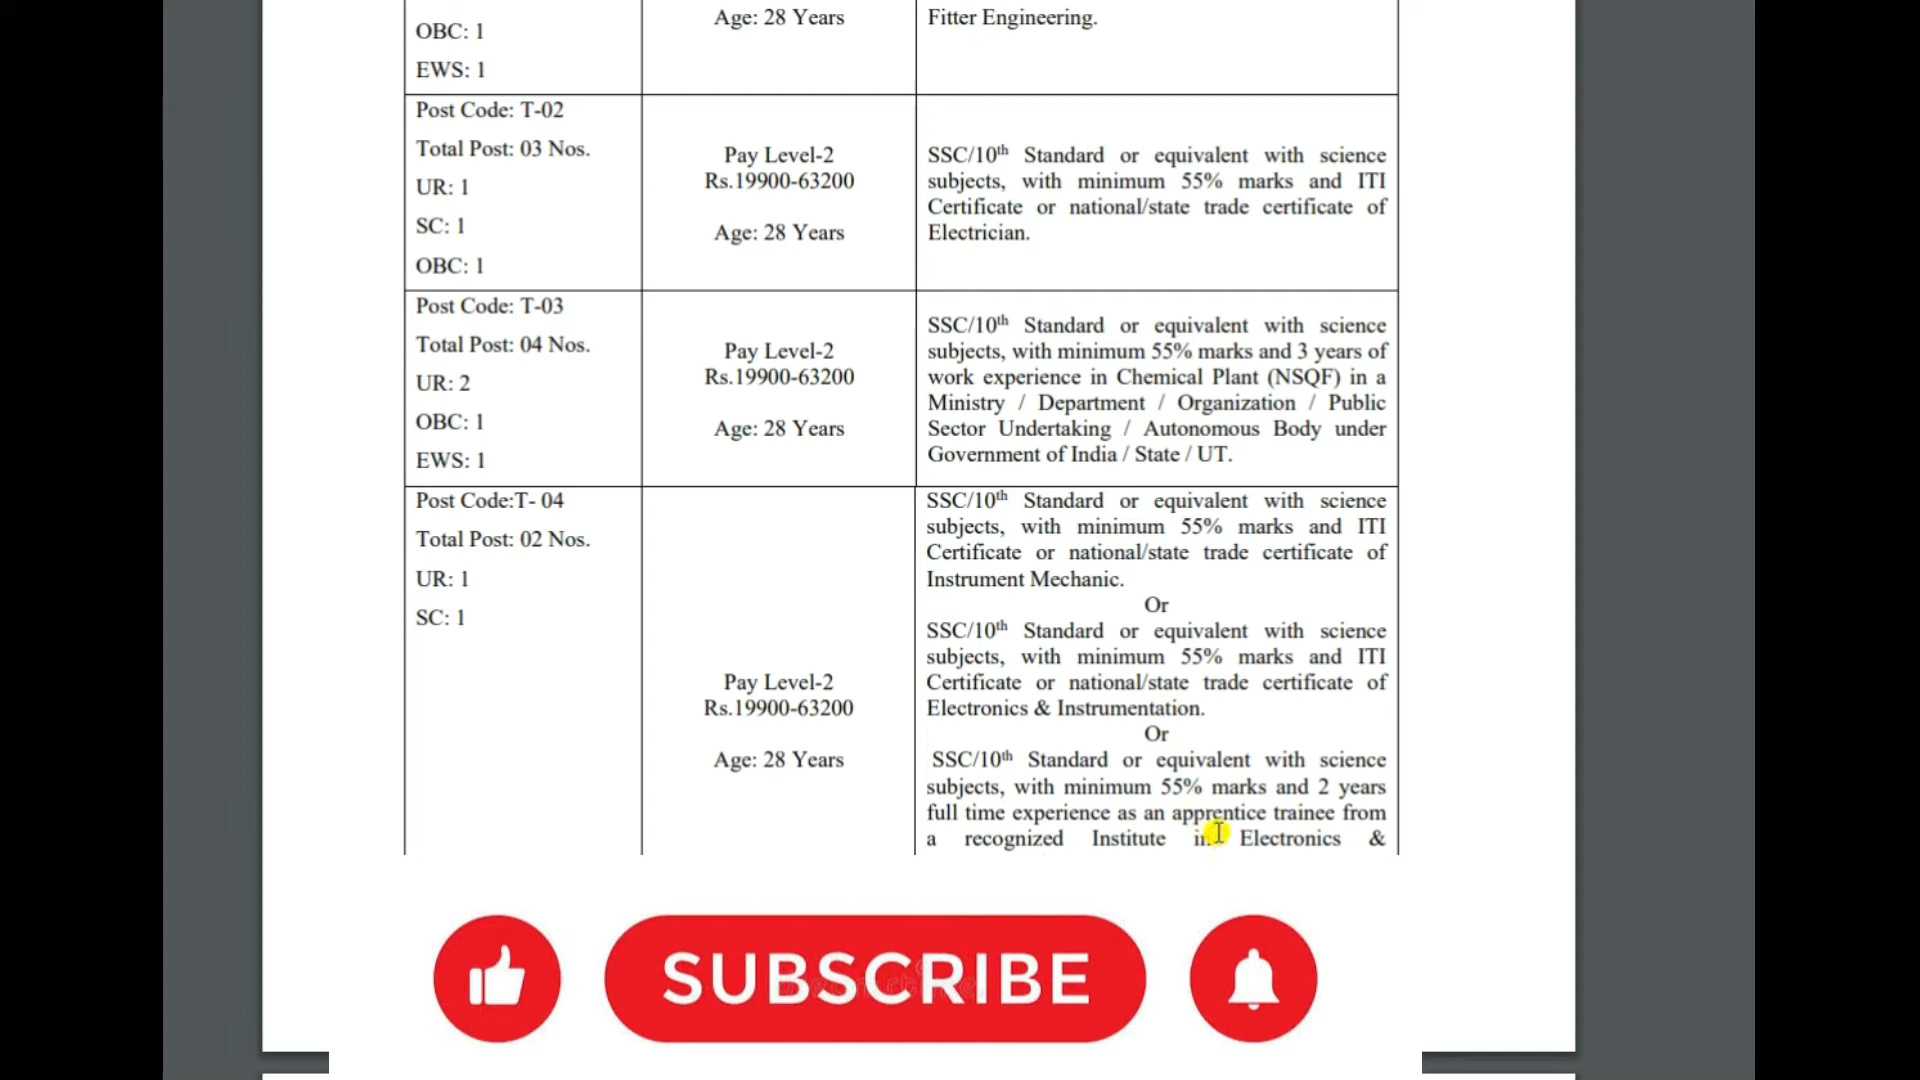 OBC: 1
EWS: 1
Age: 28 Years
Fitter Engineering.
Post Code: T-02
Total Post: 03 Nos.
UR: 1
SC: 1
OBC: 1
Pay Level-2
Rs.19900-63200
Age: 28 Years
SSC/10th Standard or equivalent with science
subjects, with minimum 55% marks and ITI
Certificate or national/state trade certificate of
Electrician.
Post Code: T-03
Total Post: 04 Nos.
UR: 2
OBC: 1
EWS: 1
Pay Level-2
Rs.19900-63200
Age: 28 Years
SSC/10th Standard or equivalent with science
subjects, with minimum 55% marks and 3 years of
work experience in Chemical Plant (NSQF) in a
Ministry / Department / Organization / Public
Sector Undertaking / Autonomous Body under
Government of India / State / UT.
Post Code:T- 04
Total Post: 02 Nos.
UR: 1
SC: 1
Pay Level-2
Rs.19900-63200
Age: 28 Years
SSC/10th Standard or equivalent with science
subjects, with minimum 55% marks and ITI
Certificate or national/state trade certificate of
Instrument Mechanic.
Or
SSC/10th Standard or equivalent with science
subjects, with minimum 55% marks and ITI
Certificate or national/state trade certificate of
Electronics & Instrumentation.
Or
SSC/10th Standard or equivalent with science
subjects, with minimum 55% marks and 2 years
full time experience as an apprentice trainee from
a recognized Institute in Electronics &
SUBSCRIBE